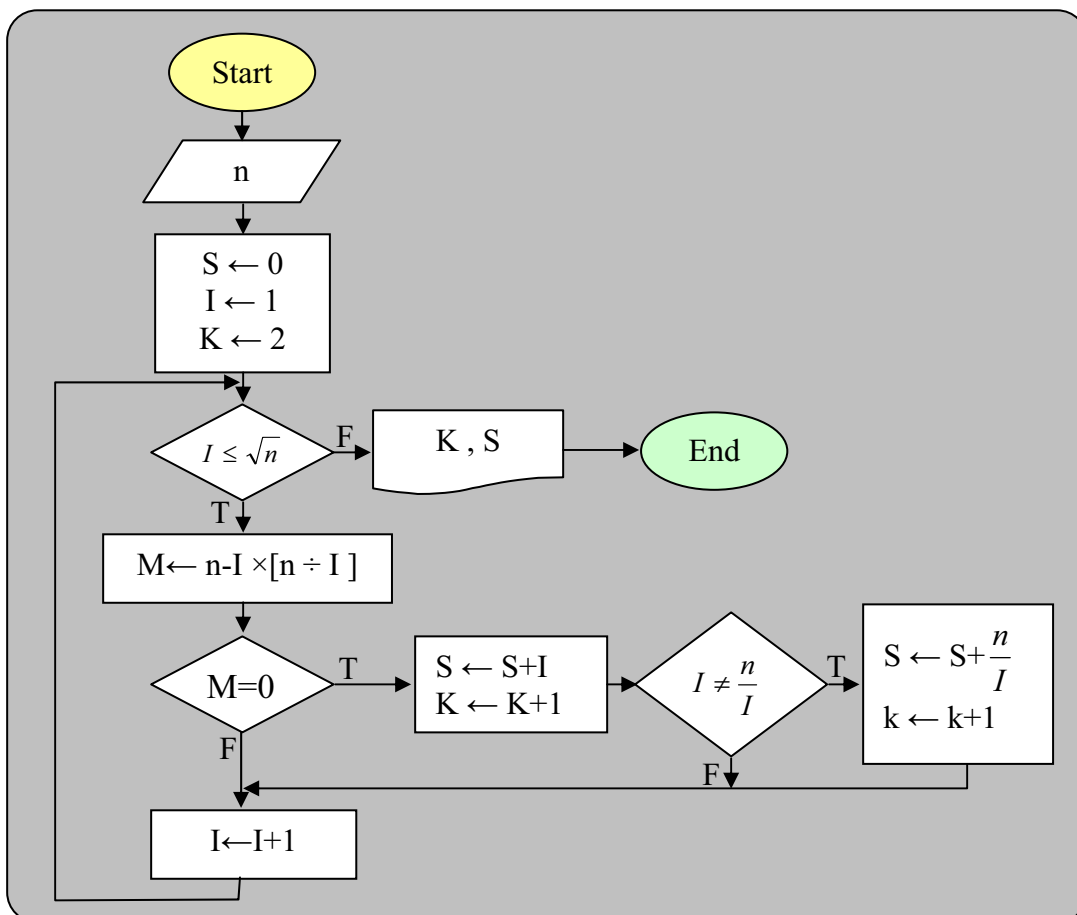 Start
n
S ← 0
I ← 1
K ← 2
I ≤ √n
F
K , S
End
T
M← n-I ×[n ÷ I ]
M=0
T
S ← S+I
K ← K+1
I ≠ n/I
T
S ← S+n/I
k ← k+1
F
F
I←I+1